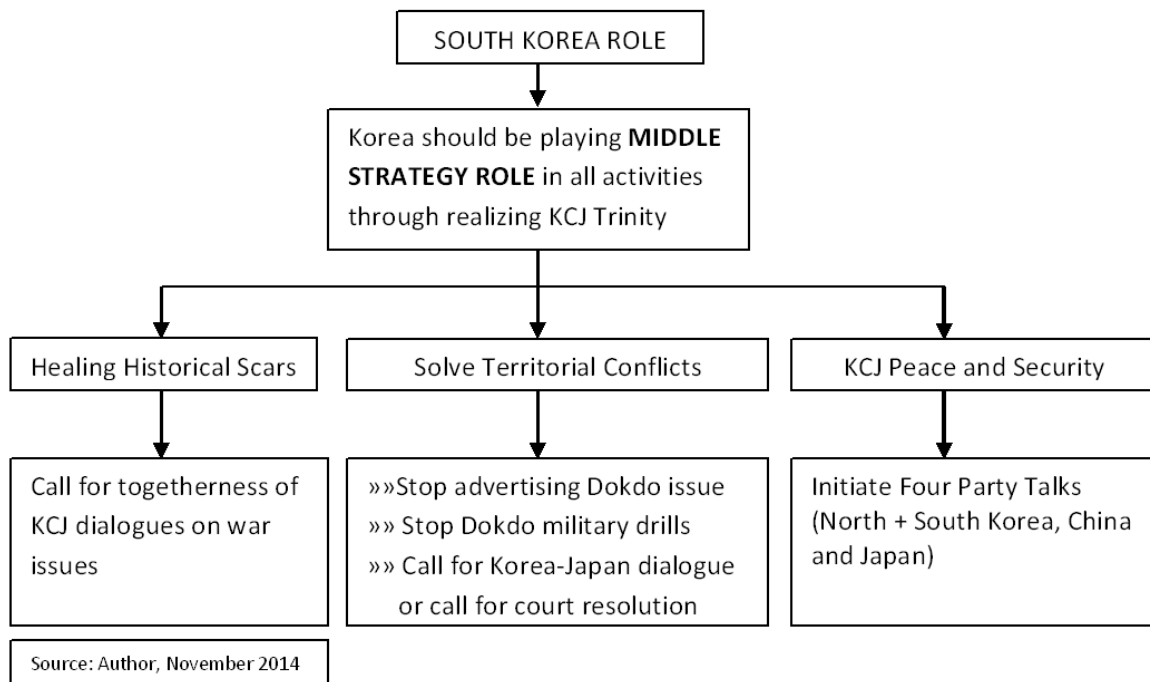 SOUTH KOREA ROLE
Korea should be playing MIDDLE
STRATEGY ROLE in all activities
through realizing KCJ Trinity
Healing Historical Scars
Solve Territorial Conflicts
KCJ Peace and Security
Call for togetherness of
KCJ dialogues on war
issues
»»Stop advertising Dokdo issue
»» Stop Dokdo military drills
»» Call for Korea-Japan dialogue
or call for court resolution
Initiate Four Party Talks
(North + South Korea, China
and Japan)
Source: Author, November 2014